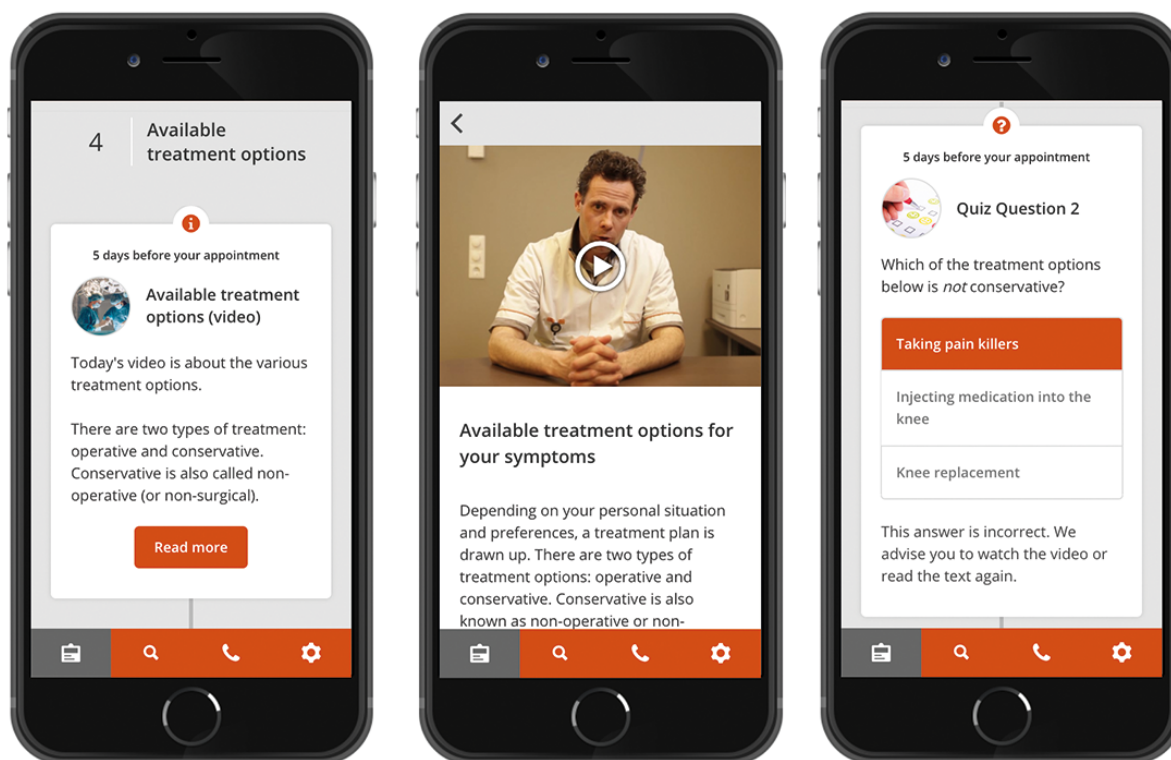 4
Available
treatment options
5 days before your appointment
Available treatment
options (video)
Today's video is about the various
treatment options.
There are two types of treatment:
operative and conservative.
Conservative is also called non-
operative (or non-surgical).
Read more
Available treatment options for
your symptoms
Depending on your personal situation
and preferences, a treatment plan is
drawn up. There are two types of
treatment options: operative and
conservative. Conservative is also
known as non-operative or non-
?
5 days before your appointment
Quiz Question 2
Which of the treatment options
below is not conservative?
Taking pain killers
Injecting medication into the
knee
Knee replacement
This answer is incorrect. We
advise you to watch the video or
read the text again.